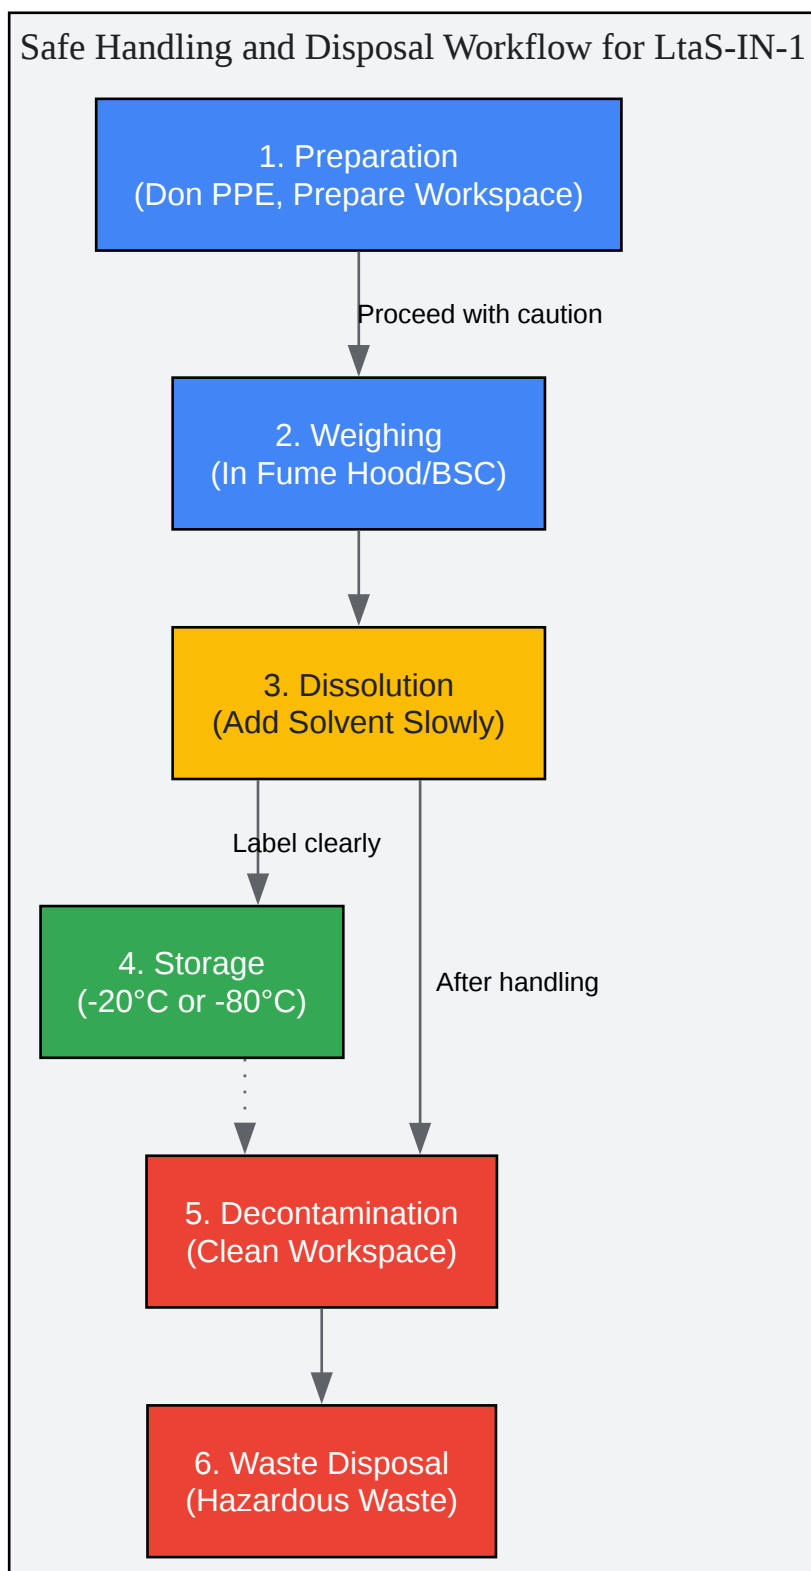 Safe Handling and Disposal Workflow for LtaS-IN-1
1. Preparation
(Don PPE, Prepare Workspace)
Proceed with caution
2. Weighing
(In Fume Hood/BSC)
3. Dissolution
(Add Solvent Slowly)
Label clearly
4. Storage
(-20°C or -80°C)
After handling
5. Decontamination
(Clean Workspace)
6. Waste Disposal
(Hazardous Waste)